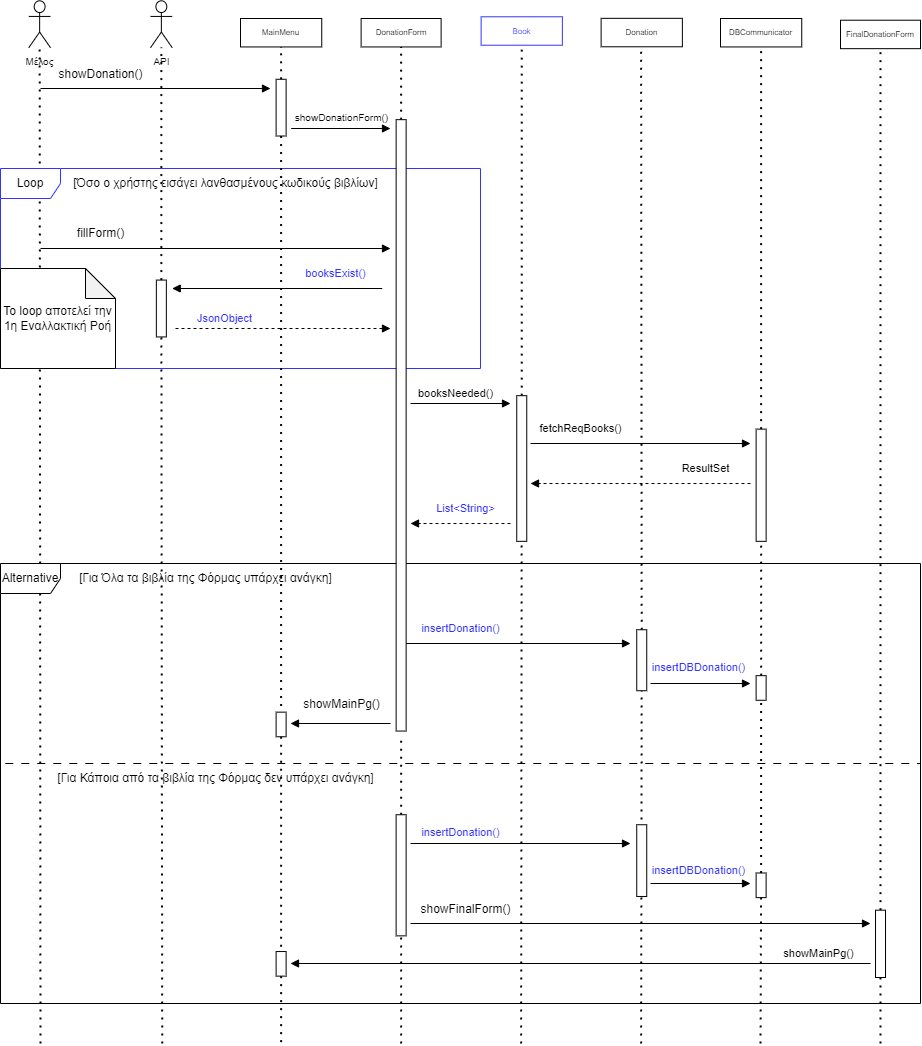 MainMenu
DonationForm
Book
Donation
DBCommunicator
FinalDonationForm
Μέλος
API
showDonation()
showDonationForm()
Loop
[Όσο ο χρήστης εισάγει λανθασμένους κωδικούς βιβλίων]
fillForm()
booksExist()
Το loop αποτελεί την
1η Εναλλακτική Ροή
JsonObject
booksNeeded()
fetchReqBooks()
ResultSet
List<String>
Alternative
[Για Όλα τα βιβλία της Φόρμας υπάρχει ανάγκη]
insertDonation()
insertDBDonation()
showMainPg()
[Για Κάποια από τα βιβλία της Φόρμας δεν υπάρχει ανάγκη]
insertDonation()
insertDBDonation()
showFinalForm()
showMainPg()